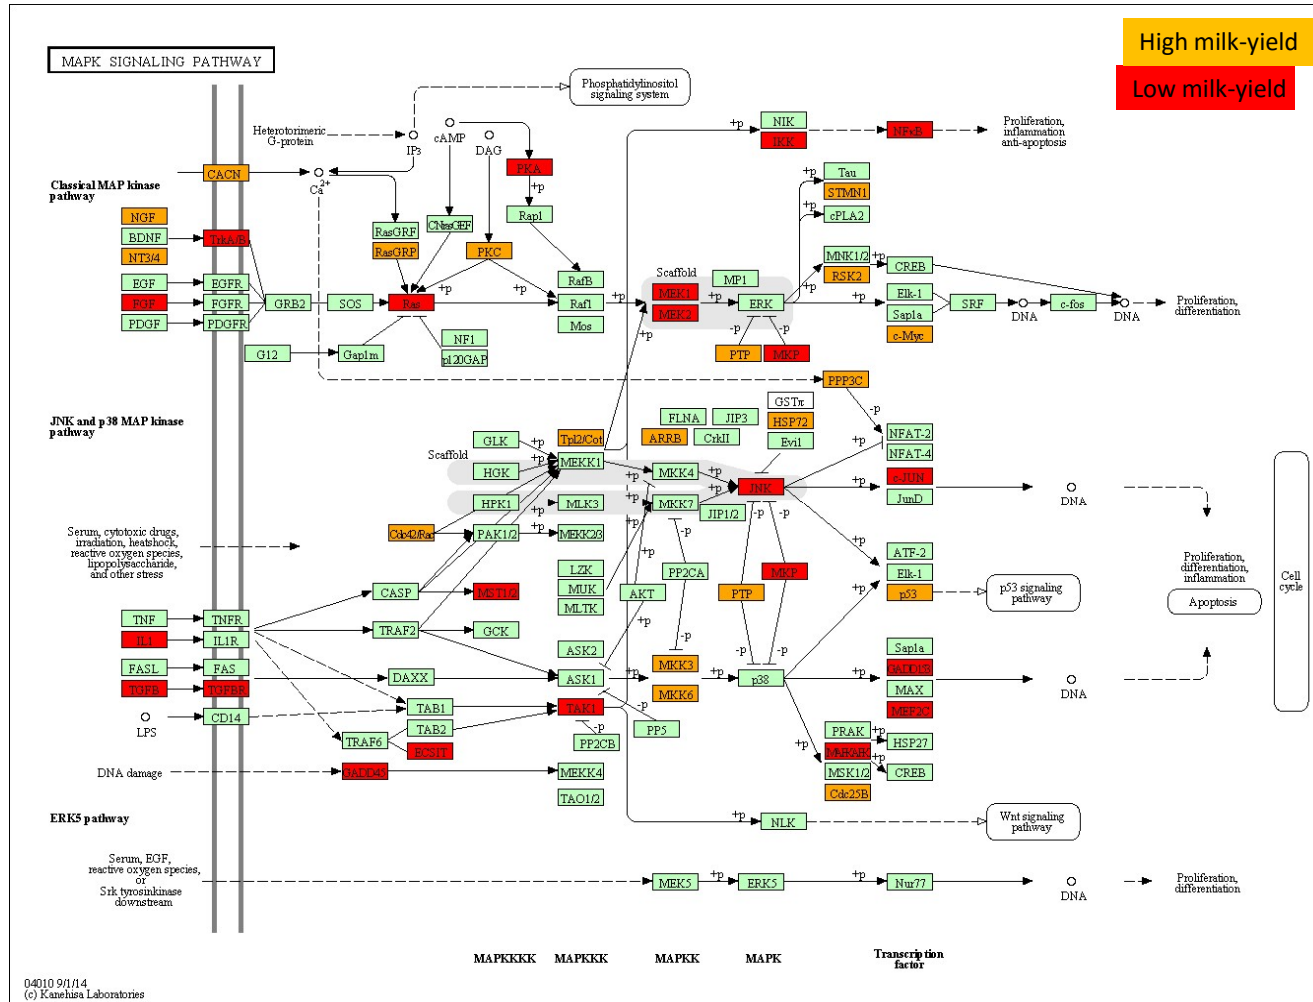 High milk-yield
Low milk-yield
MAPK SIGNALING PATHWAY
Phosphatidylinositol
signaling system
Heterotorimeric
G-protein
IP3
cAMP
DAG
Ca2+
CACN
PKA
+p
Rap1
NIK
IKK
+p
NFκB
Proliferation,
inflammation
anti-apoptosis
Classical MAP kinase
pathway
NGF
BDNF
NT3/4
TrkA/B
EGF
EGFR
FGF
FGFR
PDGF
PDGFR
GRB2
SOS
RasGRF
RasGRP
CNrasGEF
PKC
Ras
+p
+p
RafB
Raf1
Mos
+p
G12
Gap1m
NF1
p120GAP
Scaffold
MEK1
MEK2
MP1
+p
ERK
-p
-p
PTP
MKP
+p
Tau
STMN1
cPLA2
+p
+p
MNK1/2
RSK2
+p
CREB
+p
Elk-1
Sap1a
c-Myc
SRF
DNA
c-fos
DNA
Proliferation,
differentiation
+p
PPP3C
-p
JNK and p38 MAP kinase
pathway
Scaffold
GLK
HGK
HPK1
+p
+p
+p
+p
Tpl2/Cot
MEKK1
MLK3
Cdc42/Rac
PAK1/2
+p
MEKK2/3
ARRB
FLNA
CrkII
JIP3
GSTπ
HSP72
Evi1
MKK4
MKK7
+p
+p
+p
+p
JIP1/2
JNK
NFAT-2
NFAT-4
+p
c-JUN
JunD
DNA
Serum, cytotoxic drugs,
irradiation, heatshock,
reactive oxygen species,
lipopolysaccharide,
and other stress
LZK
MUK
MLTK
+p
AKT
-p
PP2CA
-p
-p
PTP
MKP
-p
-p
+p
ATF-2
Elk-1
p53
p53 signaling
pathway
Proliferation,
differentiation,
inflammation
Apoptosis
Cell
cycle
CASP
MST1/2
TNF
TNFR
IL1
IL1R
TRAF2
GCK
FASL
FAS
DAXX
ASK2
-p
ASK1
+p
-p
MKK3
MKK6
+p
p38
+p
Sap1a
GADD153
MAX
MEF2C
DNA
TGFB
TGFBR
LPS
CD14
TAB1
TAB2
TRAF6
ECSIT
TAK1
-p
-p
PP2CB
PP5
+p
PRAK
MAPKAPK
MSK1/2
Cdc25B
+p
+p
HSP27
CREB
DNA damage
GADD45
MEKK4
TAO1/2
+p
NLK
Wnt signaling
pathway
ERK5 pathway
Serum, EGF,
reactive oxygen species,
or
Srk tyrosinkinase
downstream
MEK5
+p
ERK5
+p
Nur77
DNA
Proliferation,
differentiation
MAPKKKK
MAPKKK
MAPKK
MAPK
Transcription
factor
04010 9/1/14
(c) Kanehisa Laboratories